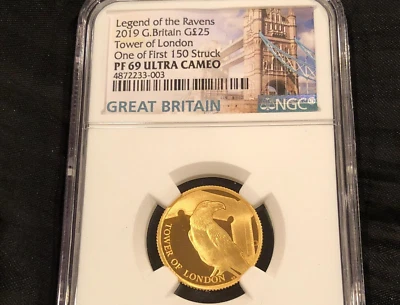 Legend of the Ravens
2019 G.Britain G£25
Tower of London
One of First 150 Struck
PF 69 ULTRA CAMEO
4872233-003
GREAT BRITAIN
NGC
TOWER OF LONDON